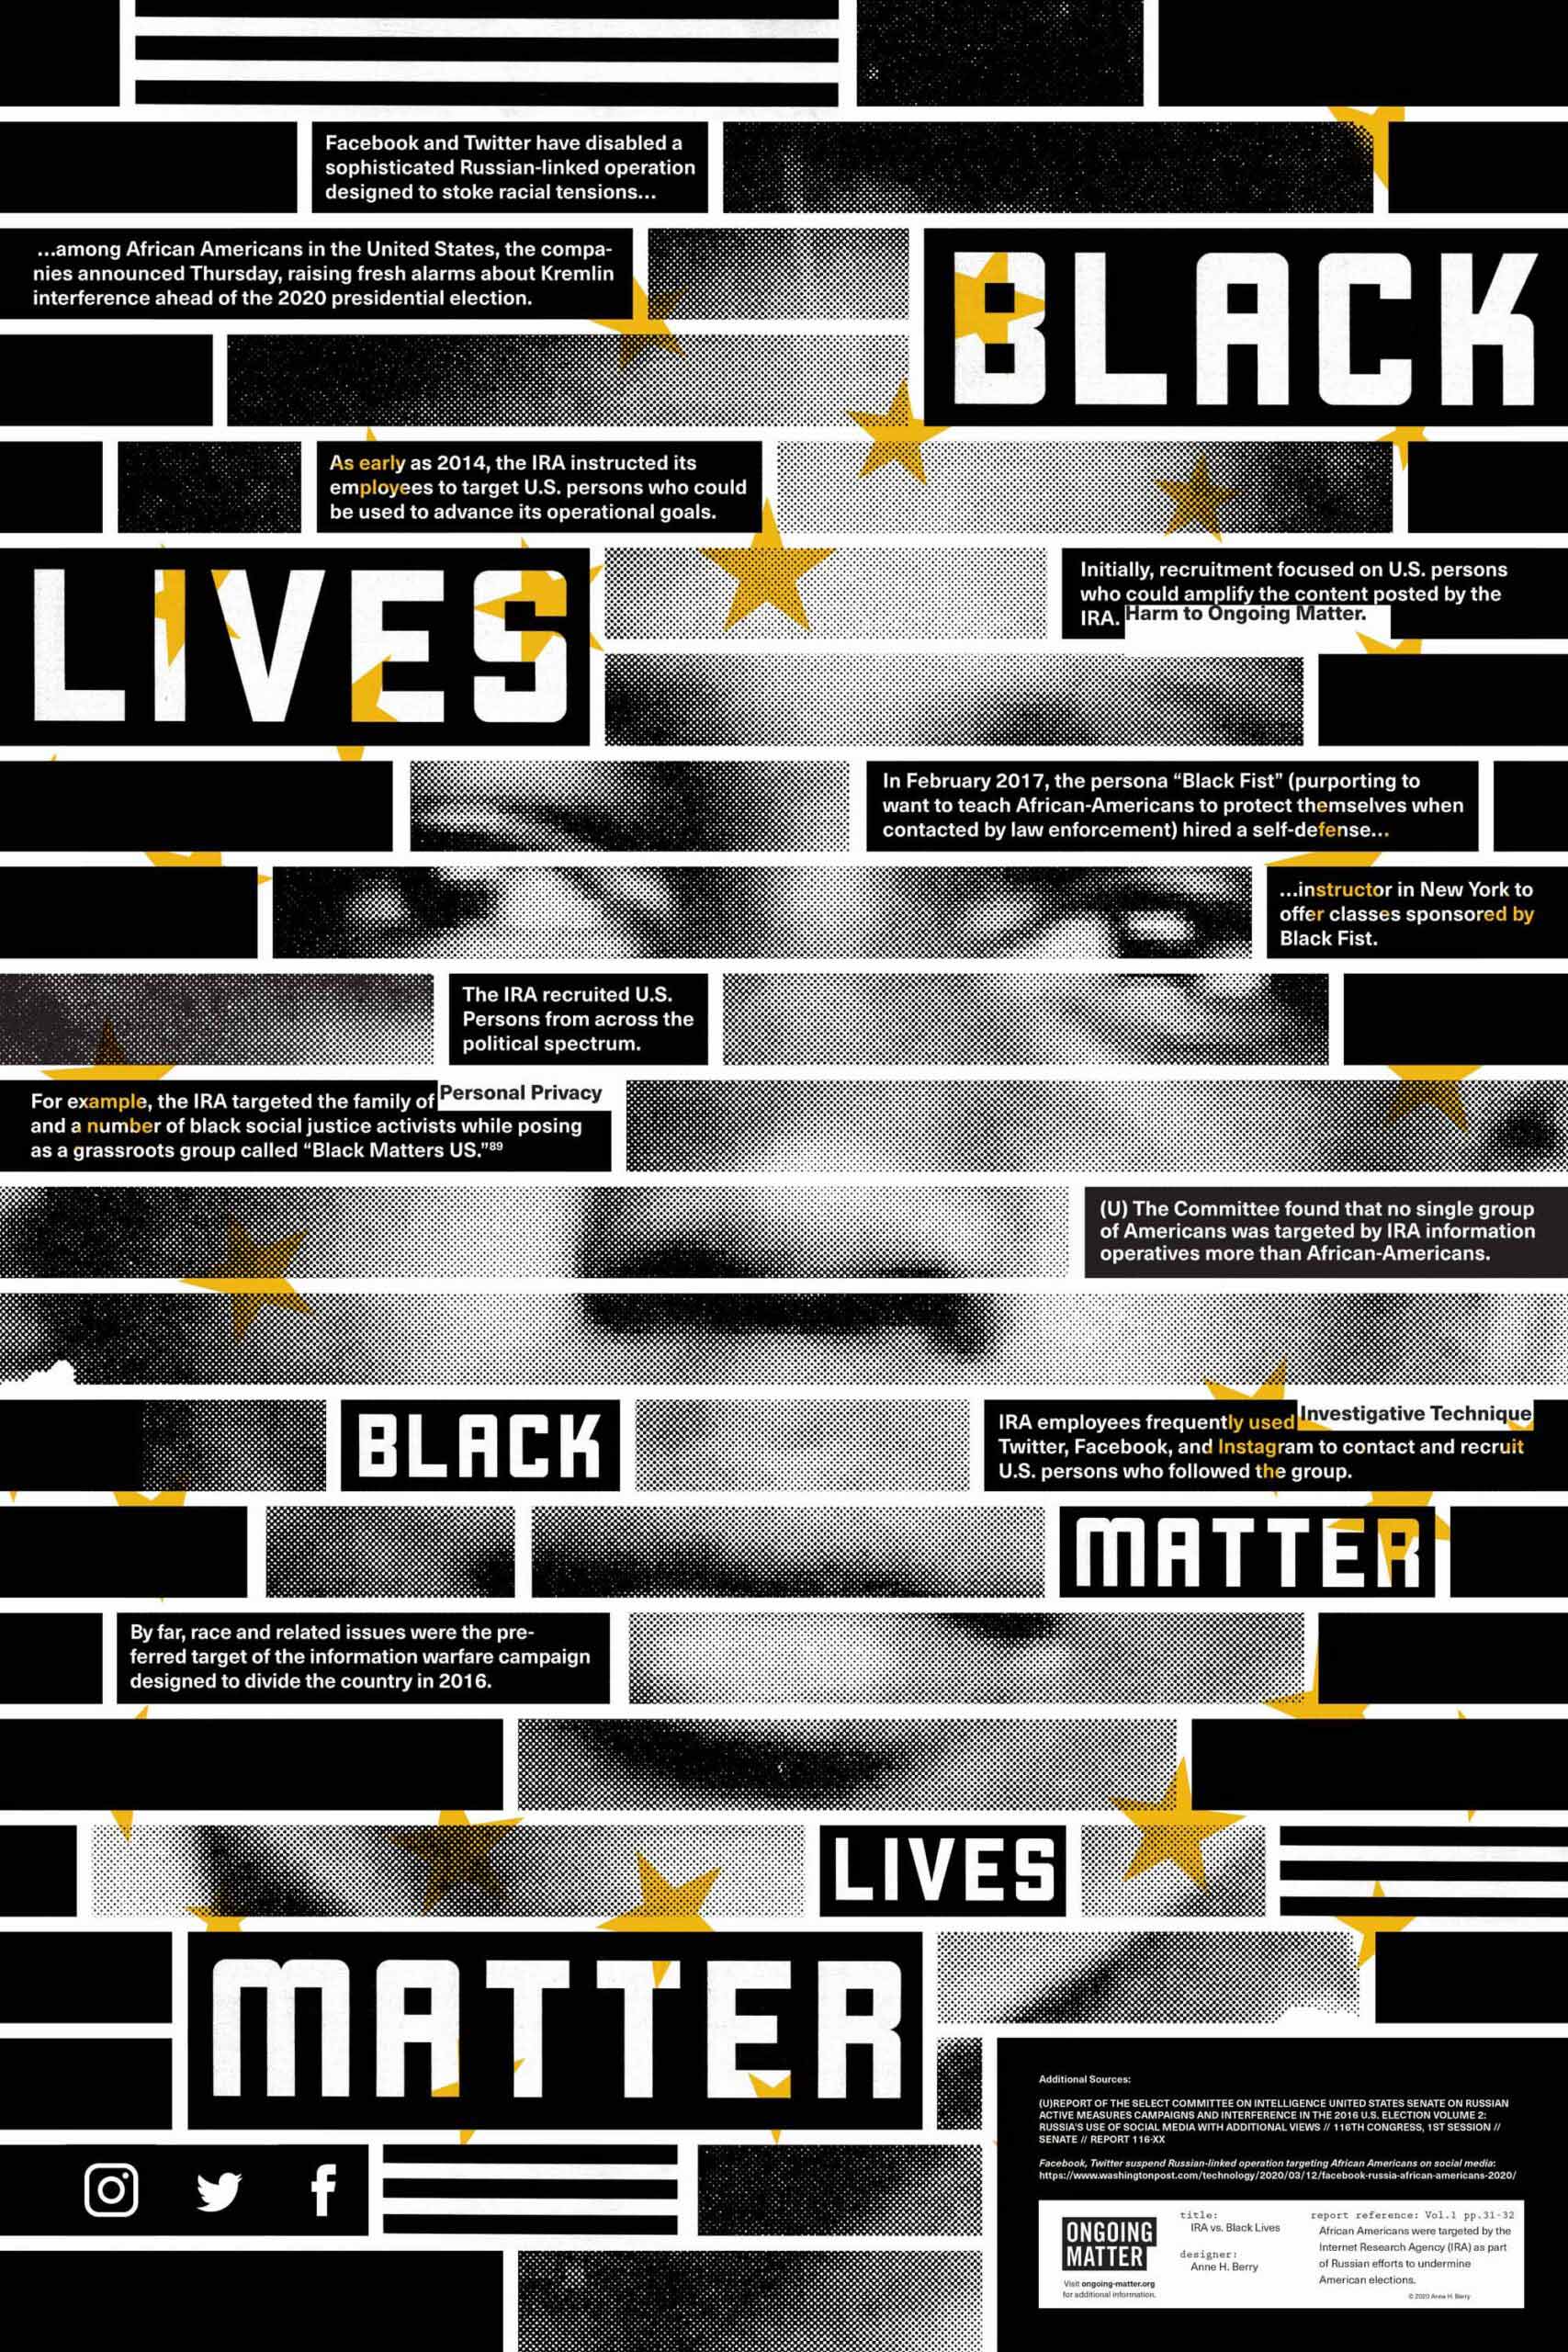 Facebook and Twitter have disabled a
sophisticated Russian-linked operation
designed to stoke racial tensions...
...among African Americans in the United States, the compa-
nies announced Thursday, raising fresh alarms about Kremlin
interference ahead of the 2020 presidential election.
BLACK
As early as 2014, the IRA instructed its
employees to target U.S. persons who could
be used to advance its operational goals.
LIVES
Initially, recruitment focused on U.S. persons
who could amplify the content posted by the
IRA. Harm to Ongoing Matter.
In February 2017, the persona “Black Fist” (purporting to
want to teach African-Americans to protect themselves when
contacted by law enforcement) hired a self-defense...
...instructor in New York to
offer classes sponsored by
Black Fist.
The IRA recruited U.S.
Persons from across the
political spectrum.
For example, the IRA targeted the family of Personal Privacy
and a number of black social justice activists while posing
as a grassroots group called “Black Matters US.”89
(U) The Committee found that no single group
of Americans was targeted by IRA information
operatives more than African-Americans.
BLACK
IRA employees frequently used Investigative Technique
Twitter, Facebook, and Instagram to contact and recruit
U.S. persons who followed the group.
MATTER
By far, race and related issues were the pre-
ferred target of the information warfare campaign
designed to divide the country in 2016.
LIVES
MATTER
Additional Sources:
(U)REPORT OF THE SELECT COMMITTEE ON INTELLIGENCE UNITED STATES SENATE ON RUSSIAN
ACTIVE MEASURES CAMPAIGNS AND INTERFERENCE IN THE 2016 U.S. ELECTION VOLUME 2:
RUSSIA'S USE OF SOCIAL MEDIA WITH ADDITIONAL VIEWS // 116TH CONGRESS, 1ST SESSION //
SENATE // REPORT 116-XX
Facebook, Twitter suspend Russian-linked operation targeting African Americans on social media:
https://www.washingtonpost.com/technology/2020/03/12/facebook-russia-african-americans-2020/
ONGOING
MATTER
Visit ongoing-matter.org
for additional information.
title:
IRA vs. Black Lives
designer:
Anne H. Berry
report reference: Vol.1 pp.31-32
African Americans were targeted by the
Internet Research Agency (IRA) as part
of Russian efforts to undermine
American elections.
© 2020 Anne H. Berry